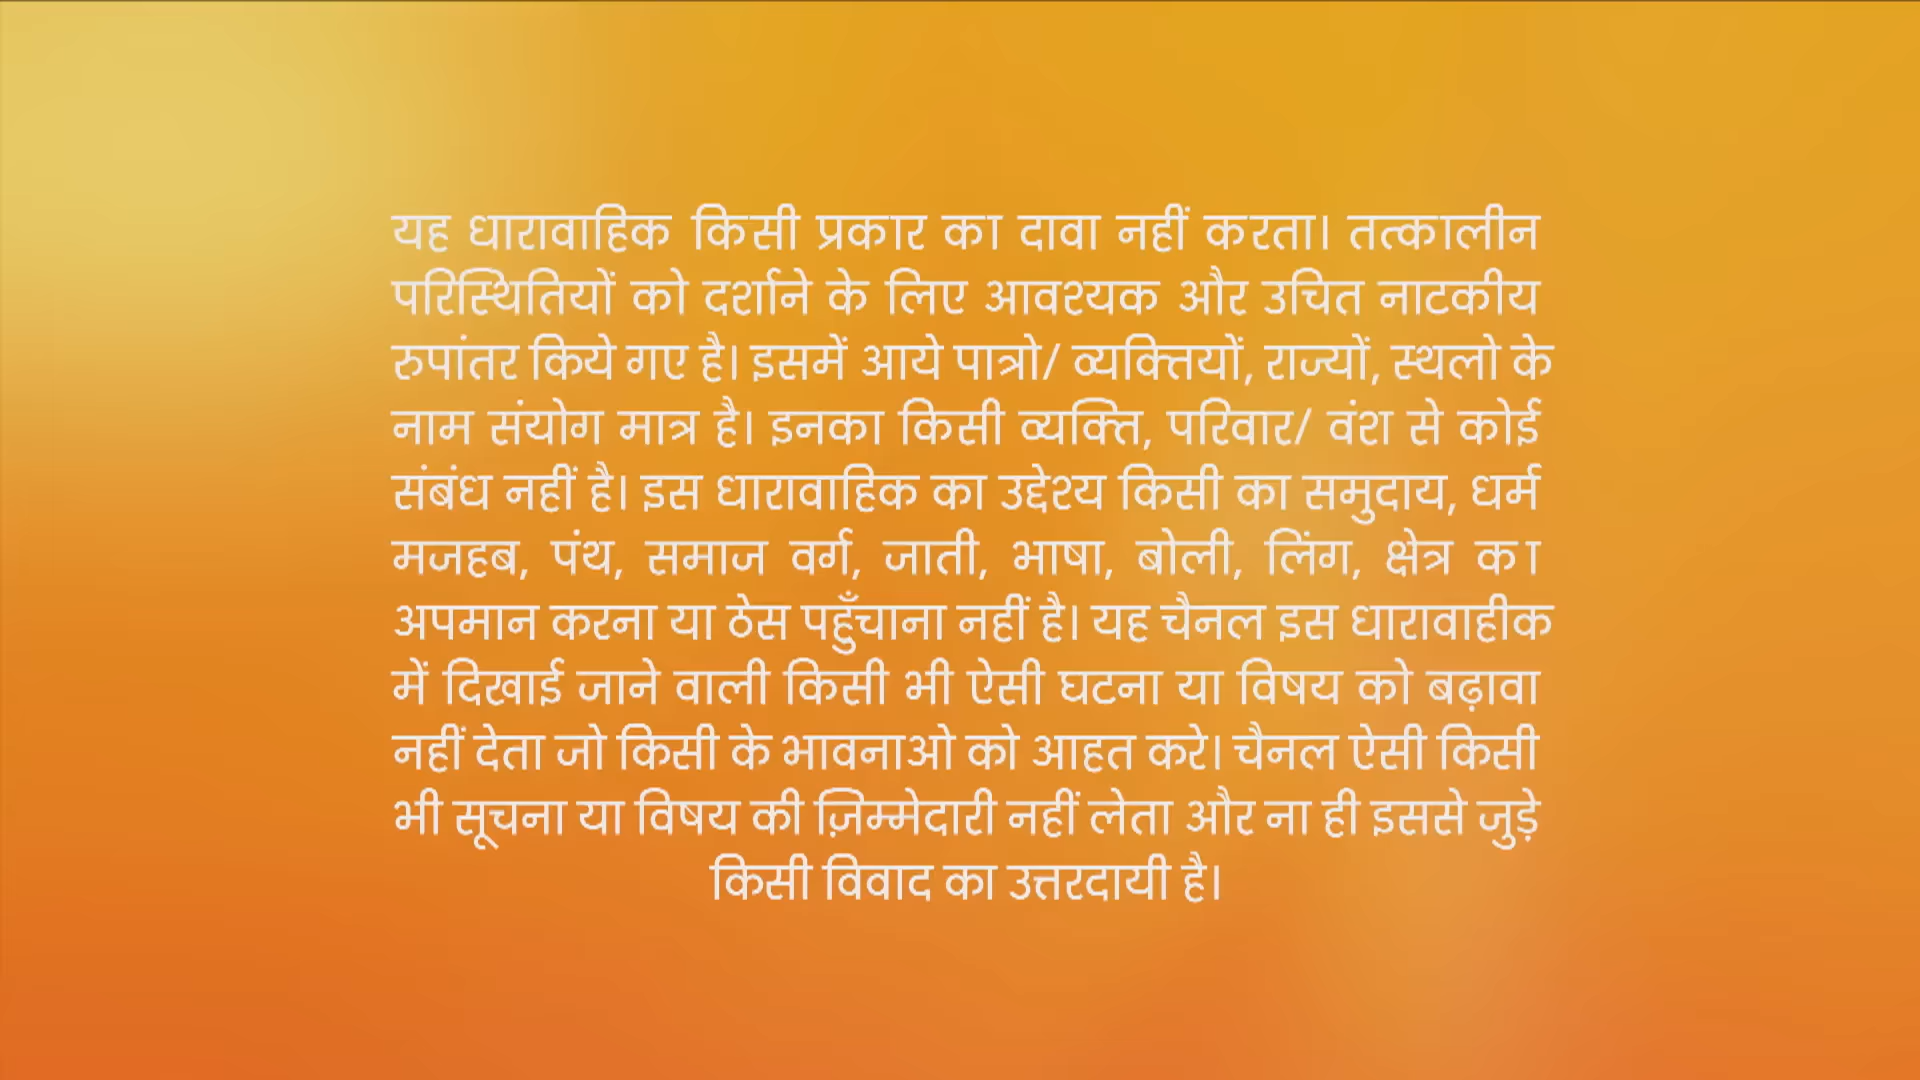 यह धारावाहिक किसी प्रकार का दावा नहीं करता। तत्कालीन
परिस्थितियों को दर्शाने के लिए आवश्यक और उचित नाटकीय
रुपांतर किये गए है। इसमें आये पात्रो/ व्यक्तियों, राज्यों, स्थलो के
नाम संयोग मात्र है। इनका किसी व्यक्ति, परिवार/ वंश से कोई
संबंध नहीं है। इस धारावाहिक का उद्देश्य किसी का समुदाय, धर्म
मजहब, पंथ, समाज वर्ग, जाती, भाषा, बोली, लिंग, क्षेत्र का
अपमान करना या ठेस पहुँचाना नहीं है। यह चैनल इस धारावाहीक
में दिखाई जाने वाली किसी भी ऐसी घटना या विषय को बढ़ावा
नहीं देता जो किसी के भावनाओ को आहत करे। चैनल ऐसी किसी
भी सूचना या विषय की ज़िम्मेदारी नहीं लेता और ना ही इससे जुड़े
किसी विवाद का उत्तरदायी है।